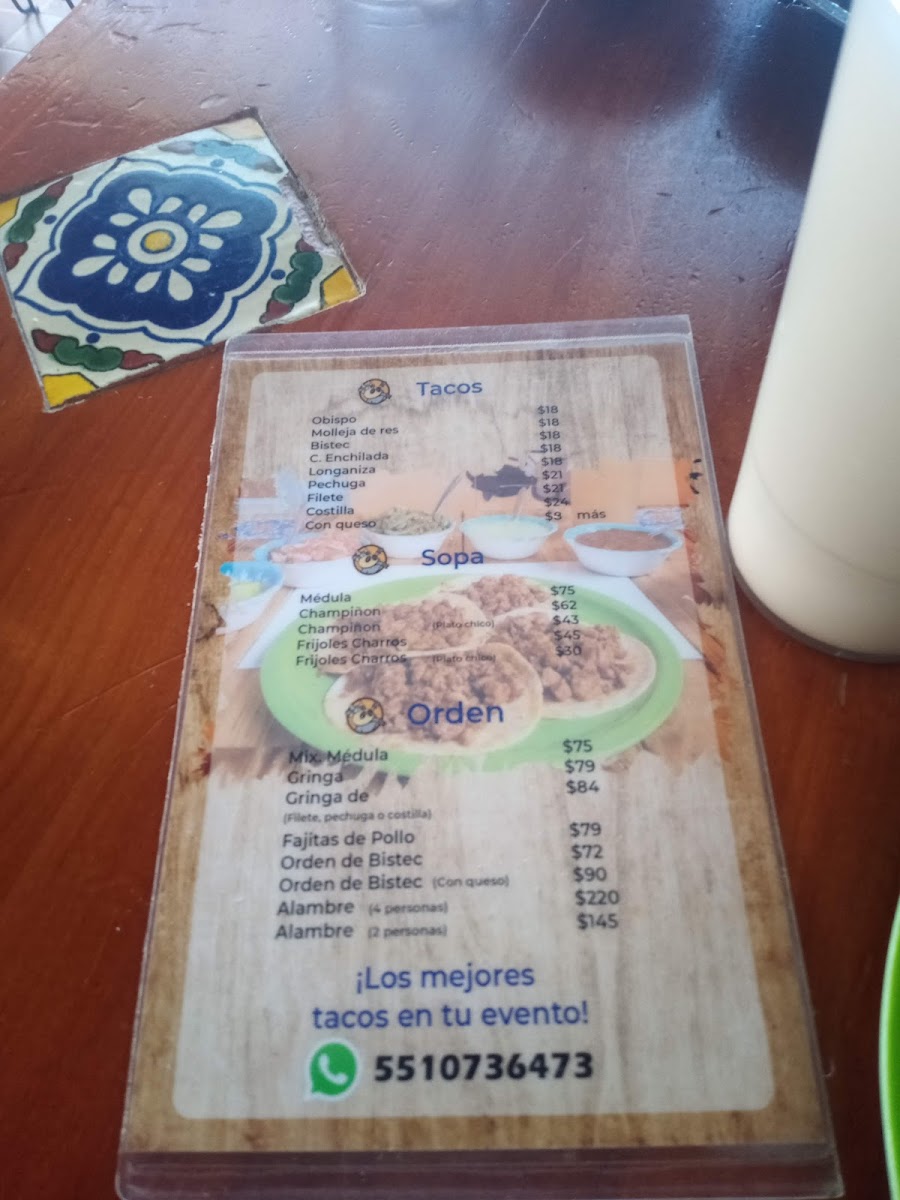 Tacos
Obispo $18
Molleja de res $18
Bistec $18
C. Enchilada $18
Longaniza $18
Pechuga $21
Filete $21
Costilla $24
Con queso $3 más
Sopa
Médula $75
Champiñon $62
Champiñon (Plato chico) $43
Frijoles Charros $45
Frijoles Charros (Plato chico) $30
Orden
Mix. Médula $75
Gringa $79
Gringa de $84
(Filete, pechuga o costilla)
Fajitas de Pollo $79
Orden de Bistec $72
Orden de Bistec (Con queso) $90
Alambre (4 personas) $220
Alambre (2 personas) $145
¡Los mejores
tacos en tu evento!
5510736473